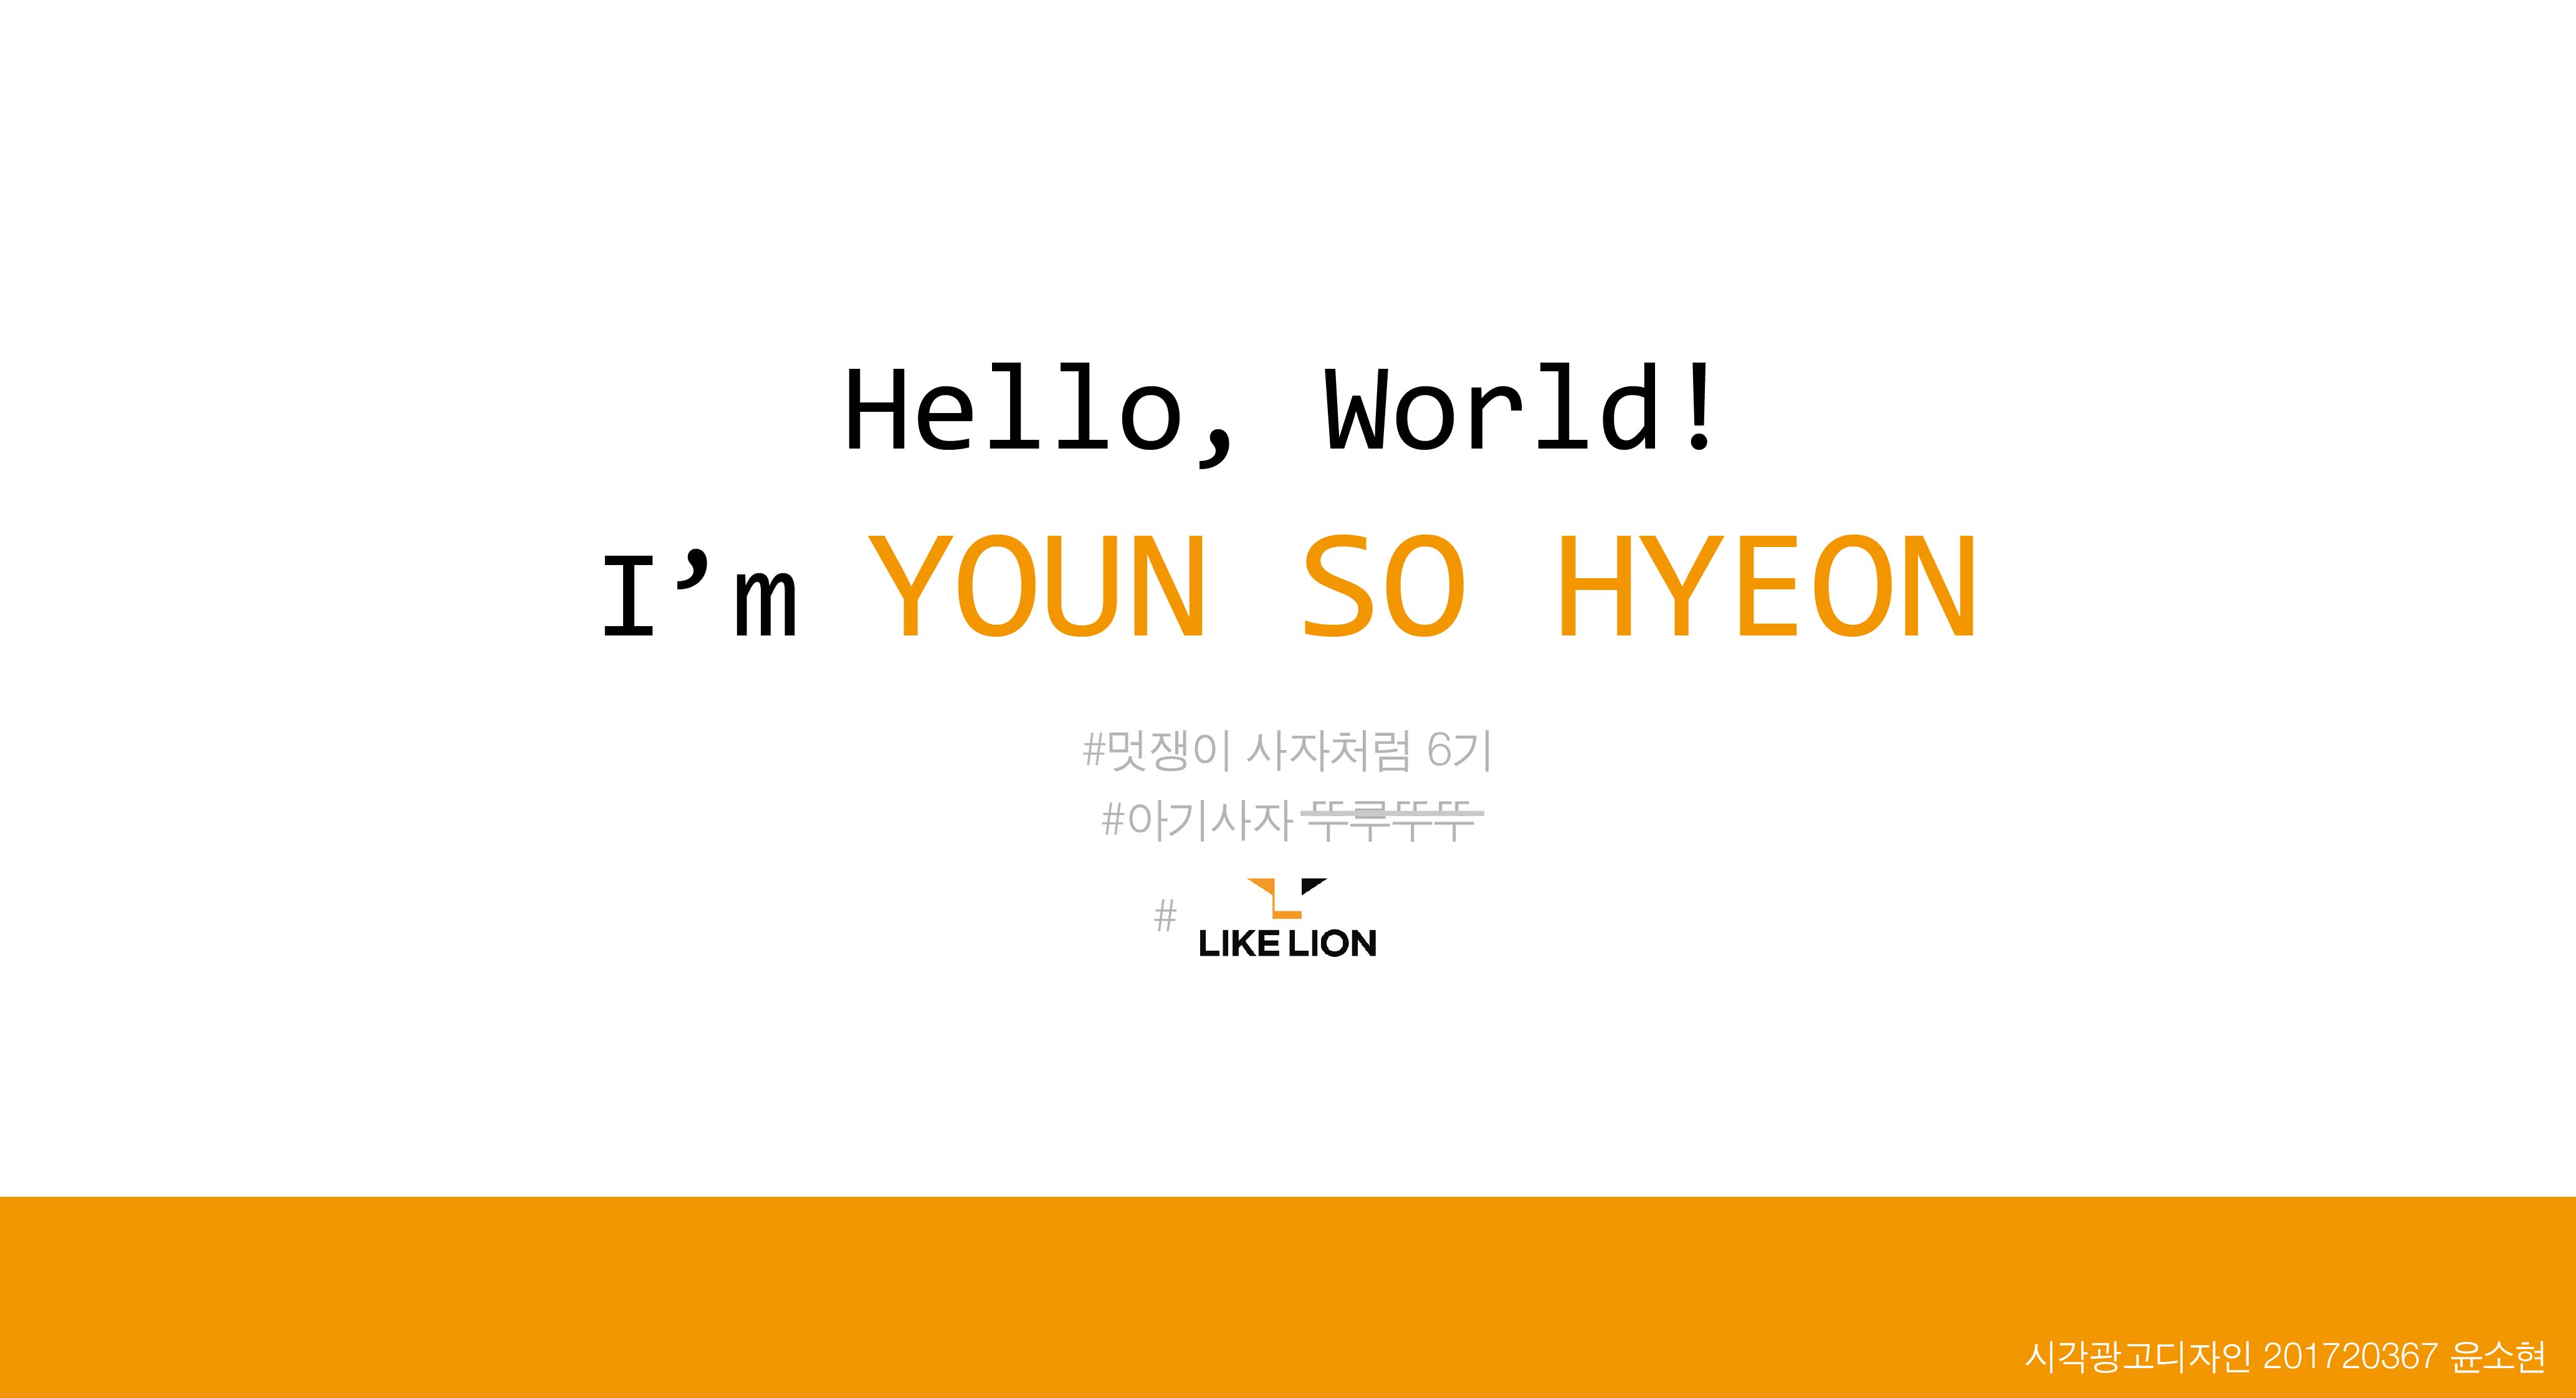 Hello, World!
I’m YOUN SO HYEON
#멋쟁이 사자처럼 6기
#아기사자 뚜루뚜뚜
#
LIKE LION
시각광고디자인 201720367 윤소현